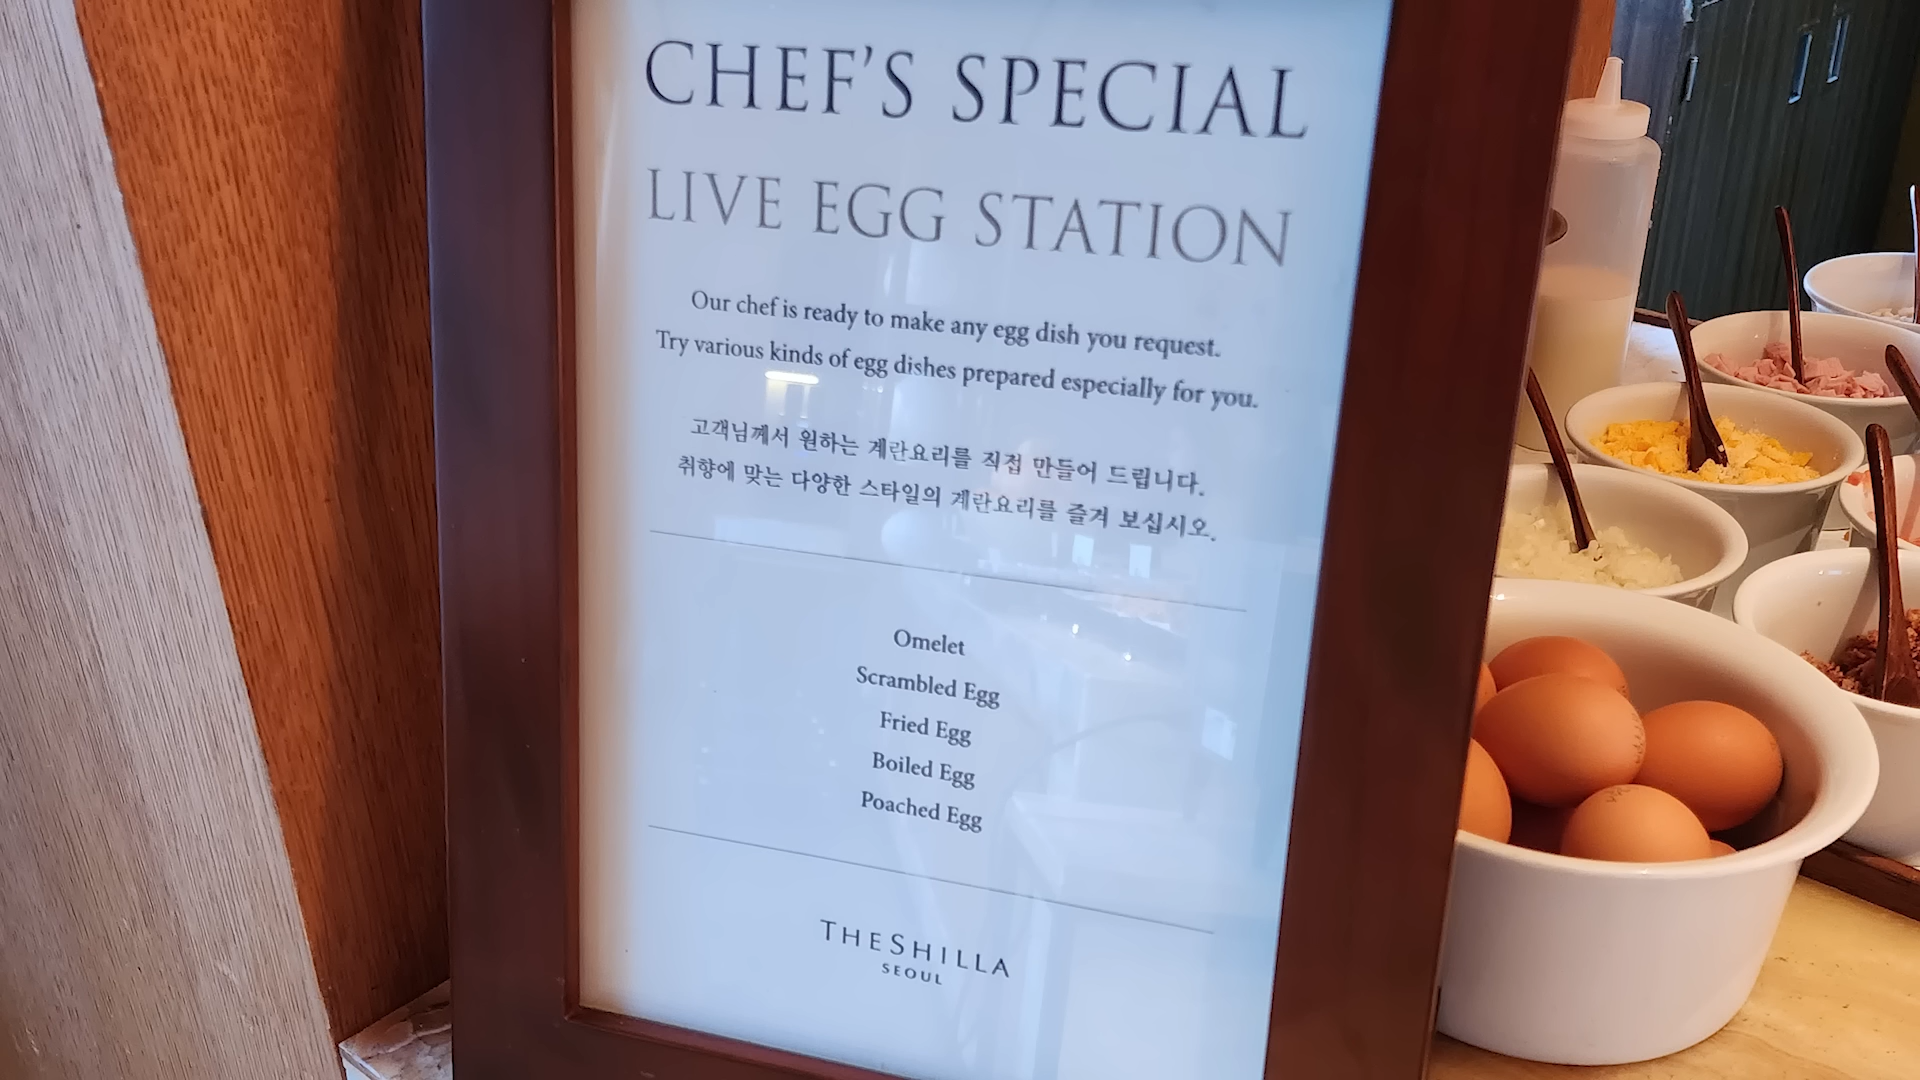 CHEF'S SPECIAL
LIVE EGG STATION
Our chef is ready to make any egg dish you request.
Try various kinds of egg dishes prepared especially for you.
고객님께서 원하는 계란요리를 직접 만들어 드립니다.
취향에 맞는 다양한 스타일의 계란요리를 즐겨 보십시오.
Omelet
Scrambled Egg
Fried Egg
Boiled Egg
Poached Egg
THE SHILLA
SEOUL